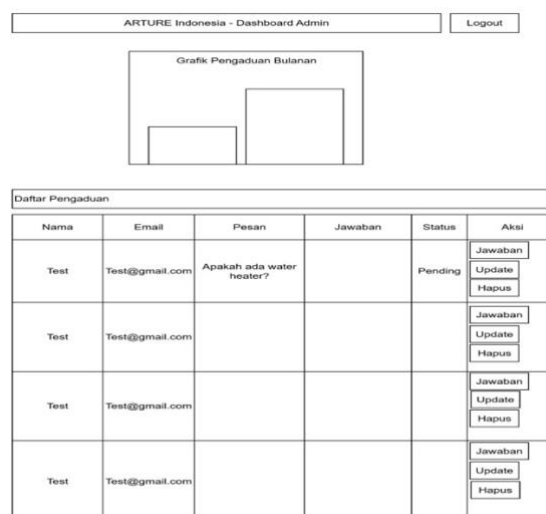 ARTURE Indonesia - Dashboard Admin
Logout
Grafik Pengaduan Bulanan
Daftar Pengaduan
Nama Email Pesan Jawaban Status Aksi
Test Test@gmail.com Apakah ada water
heater? Pending Jawaban
Update
Hapus
Test Test@gmail.com Jawaban
Update
Hapus
Test Test@gmail.com Jawaban
Update
Hapus
Test Test@gmail.com Jawaban
Update
Hapus